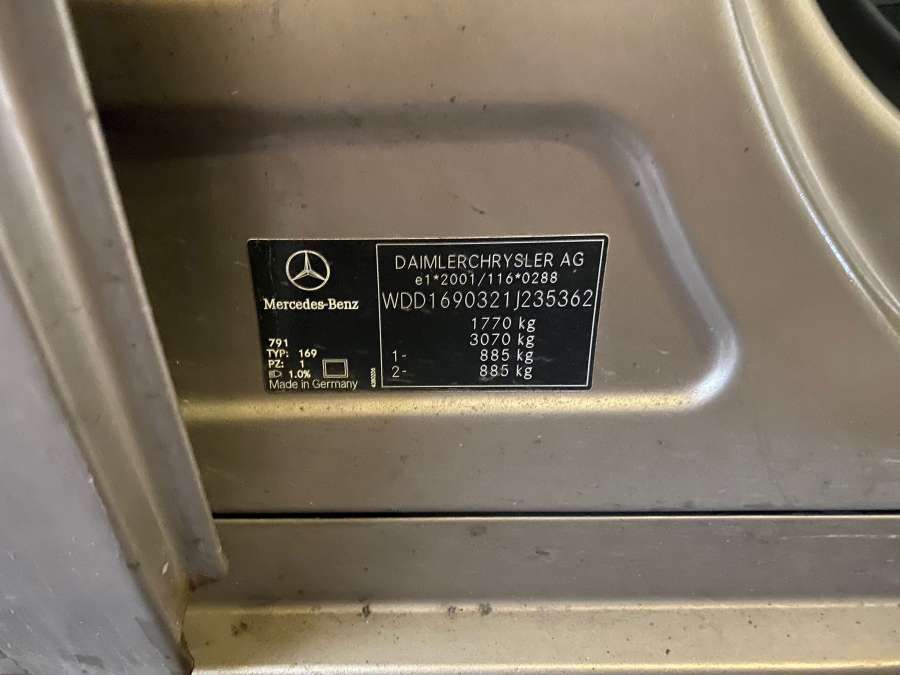 Mercedes-Benz
791
TYP: 169
PZ: 1
1.0%
Made in Germany
DAIMLERCHRYSLER AG
e1*2001/116*0288
WDD1690321J235362
1770 kg
3070 kg
1- 885 kg
2- 885 kg